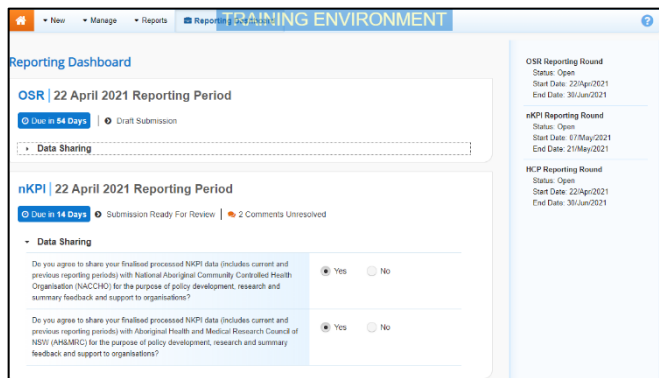 New
Manage
Reports
Reporting Dashboard
TRAINING ENVIRONMENT
?
Reporting Dashboard
OSR | 22 April 2021 Reporting Period
Due in 54 Days
Draft Submission
Data Sharing
nKPI | 22 April 2021 Reporting Period
Due in 14 Days
Submission Ready For Review
2 Comments Unresolved
Data Sharing
Do you agree to share your finalised processed NKPI data (includes current and
previous reporting periods) with National Aboriginal Community Controlled Health
Organisation (NACCHO) for the purpose of policy development, research and
summary feedback and support to organisations?
Yes
No
Do you agree to share your finalised processed NKPI data (includes current and
previous reporting periods) with Aboriginal Health and Medical Research Council of
NSW (AH&MRC) for the purpose of policy development, research and summary
feedback and support to organisations?
Yes
No
OSR Reporting Round
Status: Open
Start Date: 22/Apr/2021
End Date: 30/Jun/2021
nKPI Reporting Round
Status: Open
Start Date: 07/May/2021
End Date: 21/May/2021
HCP Reporting Round
Status: Open
Start Date: 22/Apr/2021
End Date: 30/Jun/2021